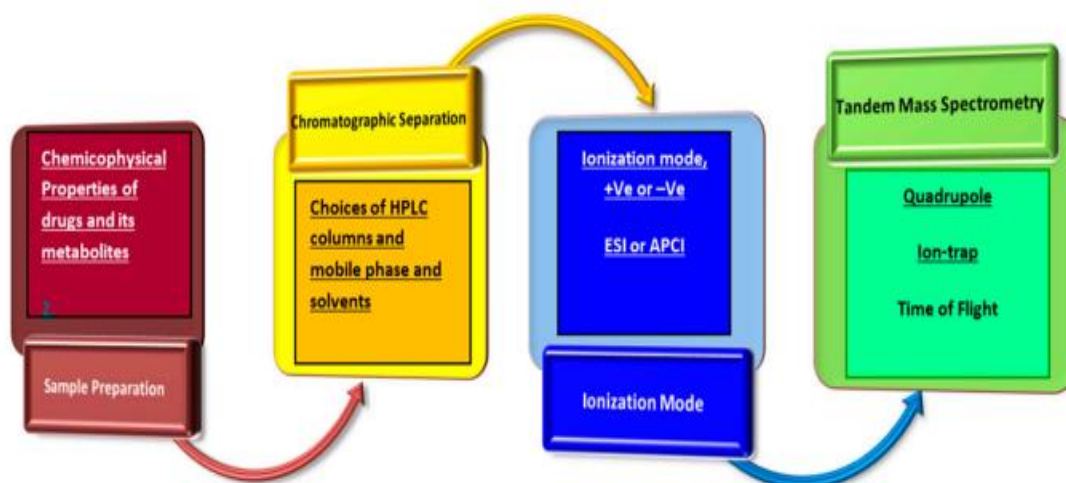 Chemicophysical
Properties of
drugs and its
metabolites
2.
Sample Preparation
Chromatographic Separation
Choices of HPLC
columns and
mobile phase and
solvents
Ionization mode,
+Ve or –Ve
ESI or APCI
Ionization Mode
Tandem Mass Spectrometry
Quadrupole
Ion-trap
Time of Flight